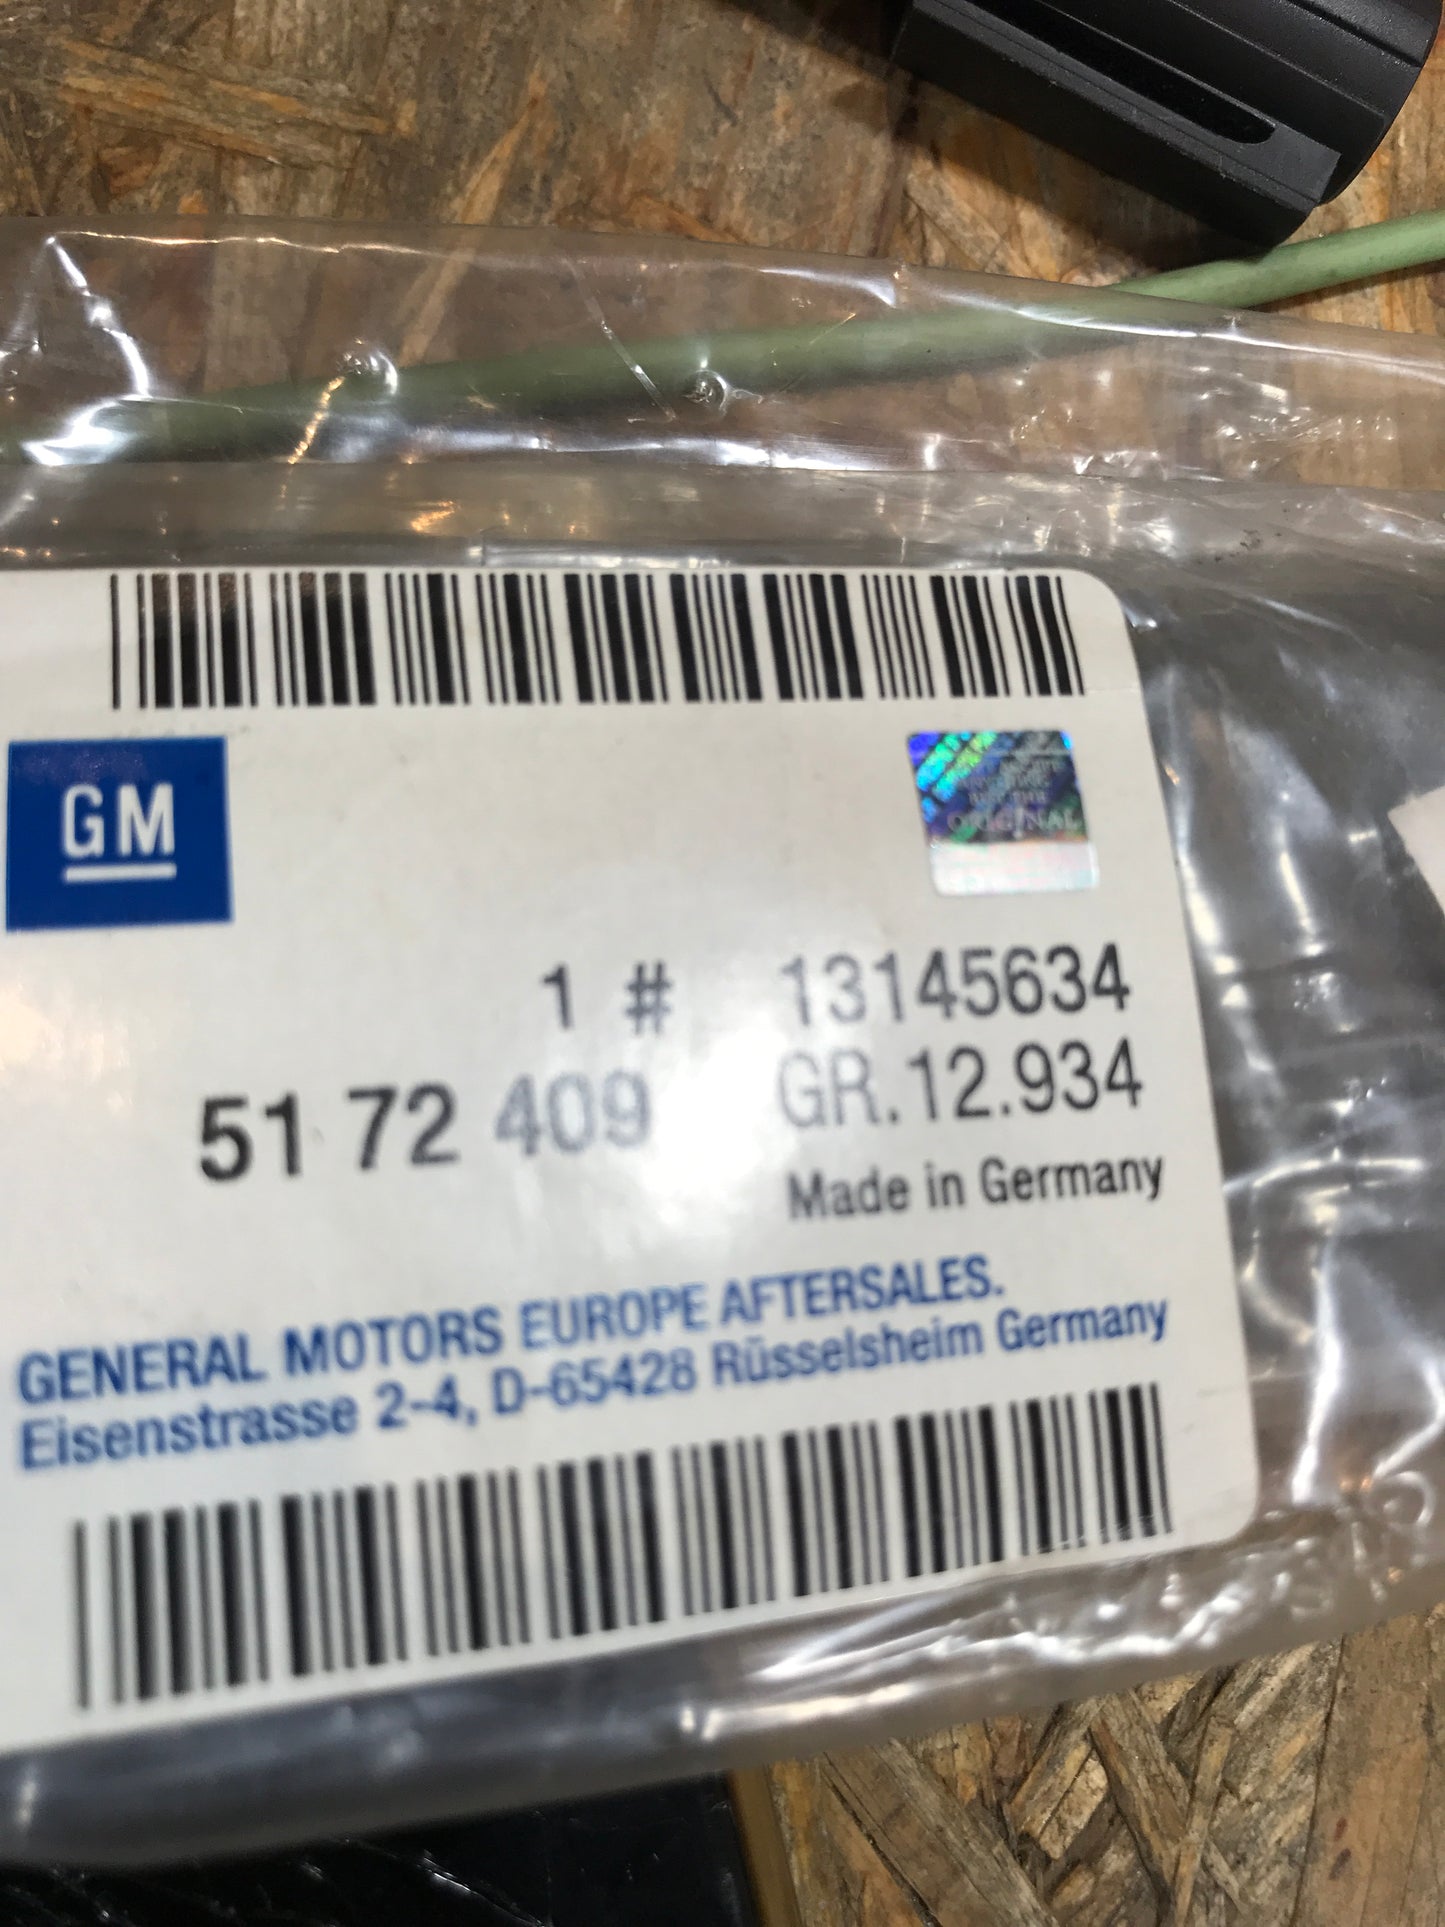 GM
ORIGINAL
1 # 13145634
51 72 409 GR.12.934
Made in Germany
GENERAL MOTORS EUROPE AFTERSALES.
Eisenstrasse 2-4, D-65428 Rüsselsheim Germany